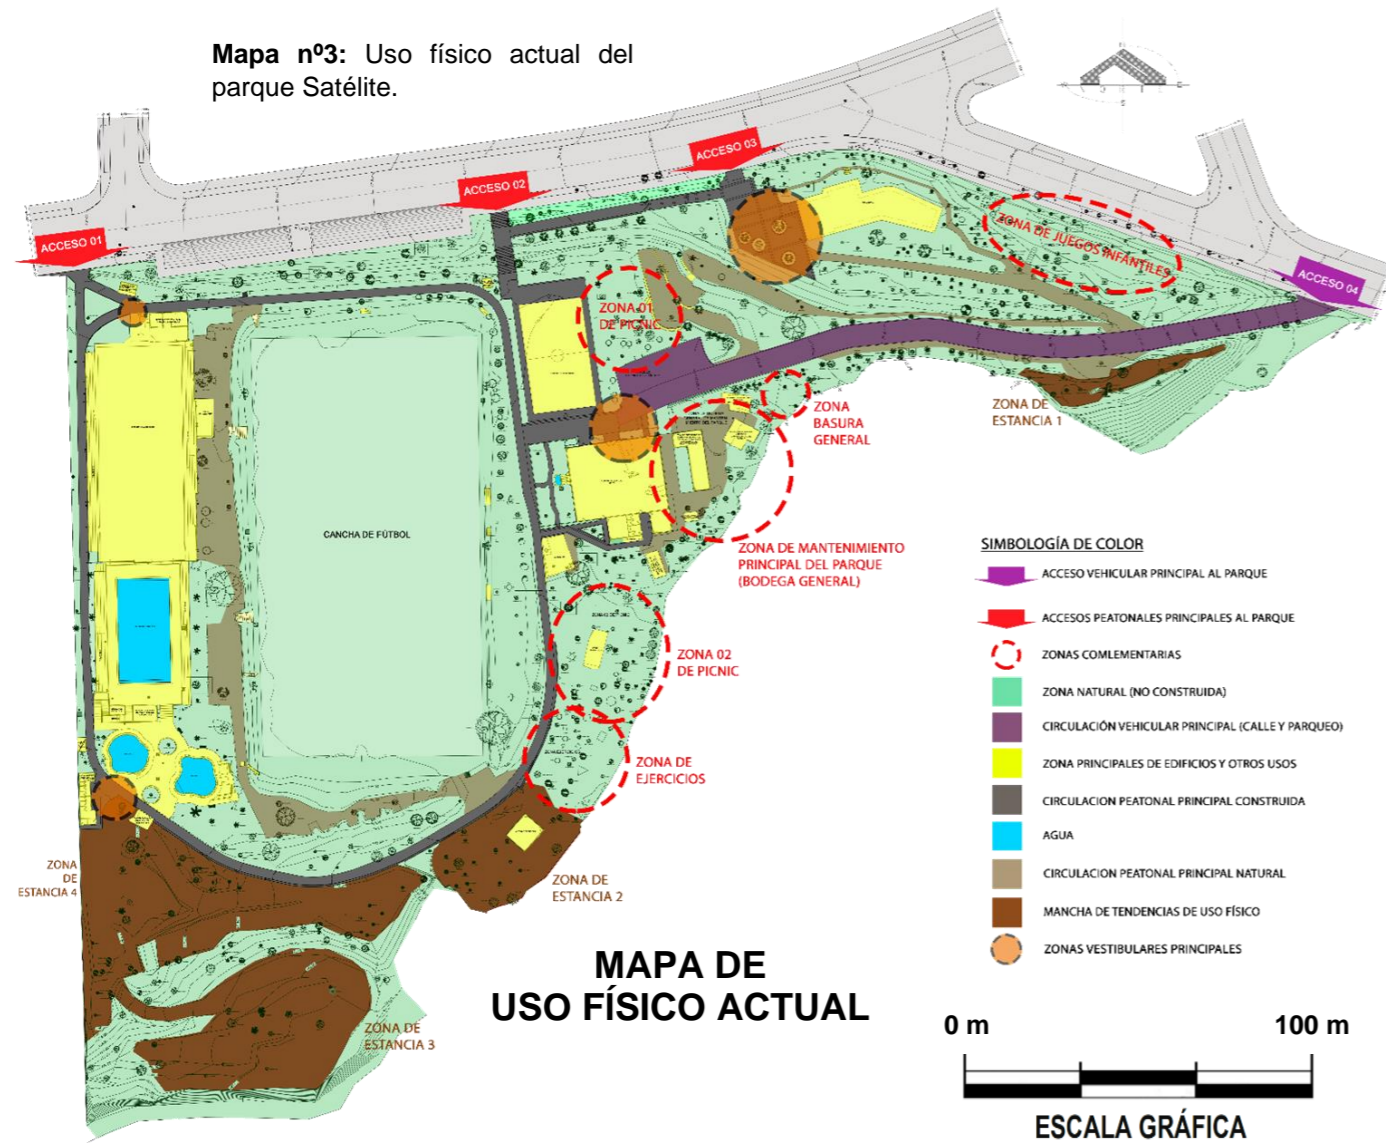 Mapa nº3: Uso físico actual del
parque Satélite.
ACCESO 01
ACCESO 02
ACCESO 03
ACCESO 04
ZONA DE JUEGOS INFANTILES
ZONA 01
DE PICNIC
ZONA
BASURA
GENERAL
ZONA DE
ESTANCIA 1
CANCHA DE FÚTBOL
ZONA DE MANTENIMIENTO
PRINCIPAL DEL PARQUE
(BODEGA GENERAL)
ZONA 02
DE PICNIC
ZONA DE
EJERCICIOS
ZONA
DE
ESTANCIA 4
ZONA DE
ESTANCIA 2
ZONA DE
ESTANCIA 3
MAPA DE
USO FÍSICO ACTUAL
SIMBOLOGÍA DE COLOR
ACCESO VEHICULAR PRINCIPAL AL PARQUE
ACCESOS PEATONALES PRINCIPALES AL PARQUE
ZONAS COMLEMENTARIAS
ZONA NATURAL (NO CONSTRUIDA)
CIRCULACIÓN VEHICULAR PRINCIPAL (CALLE Y PARQUEO)
ZONA PRINCIPALES DE EDIFICIOS Y OTROS USOS
CIRCULACION PEATONAL PRINCIPAL CONSTRUIDA
AGUA
CIRCULACION PEATONAL PRINCIPAL NATURAL
MANCHA DE TENDENCIAS DE USO FÍSICO
ZONAS VESTIBULARES PRINCIPALES
0 m 100 m
ESCALA GRÁFICA